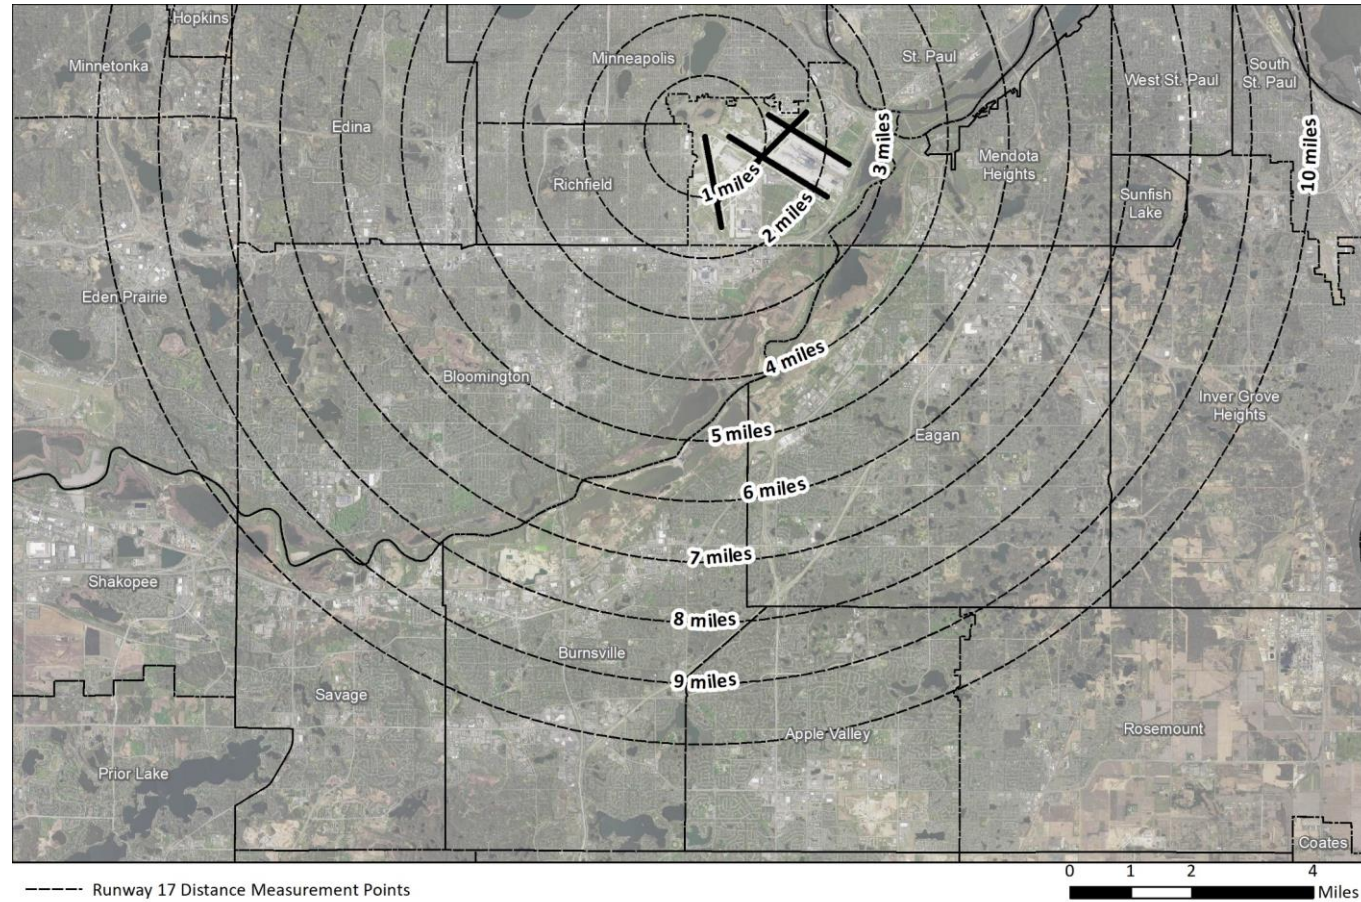 Hopkins
Minnetonka
Minneapolis
St. Paul
West St. Paul
South
St. Paul
Edina
Richfield
1 miles
2 miles
3 miles
Mendota
Heights
Sunfish
Lake
10 miles
Eden Prairie
Bloomington
4 miles
5 miles
Eagan
Inver Grove
Heights
6 miles
7 miles
Shakopee
8 miles
Burnsville
9 miles
Savage
Apple Valley
Rosemount
Prior Lake
Coates
Runway 17 Distance Measurement Points
0 1 2 4
Miles